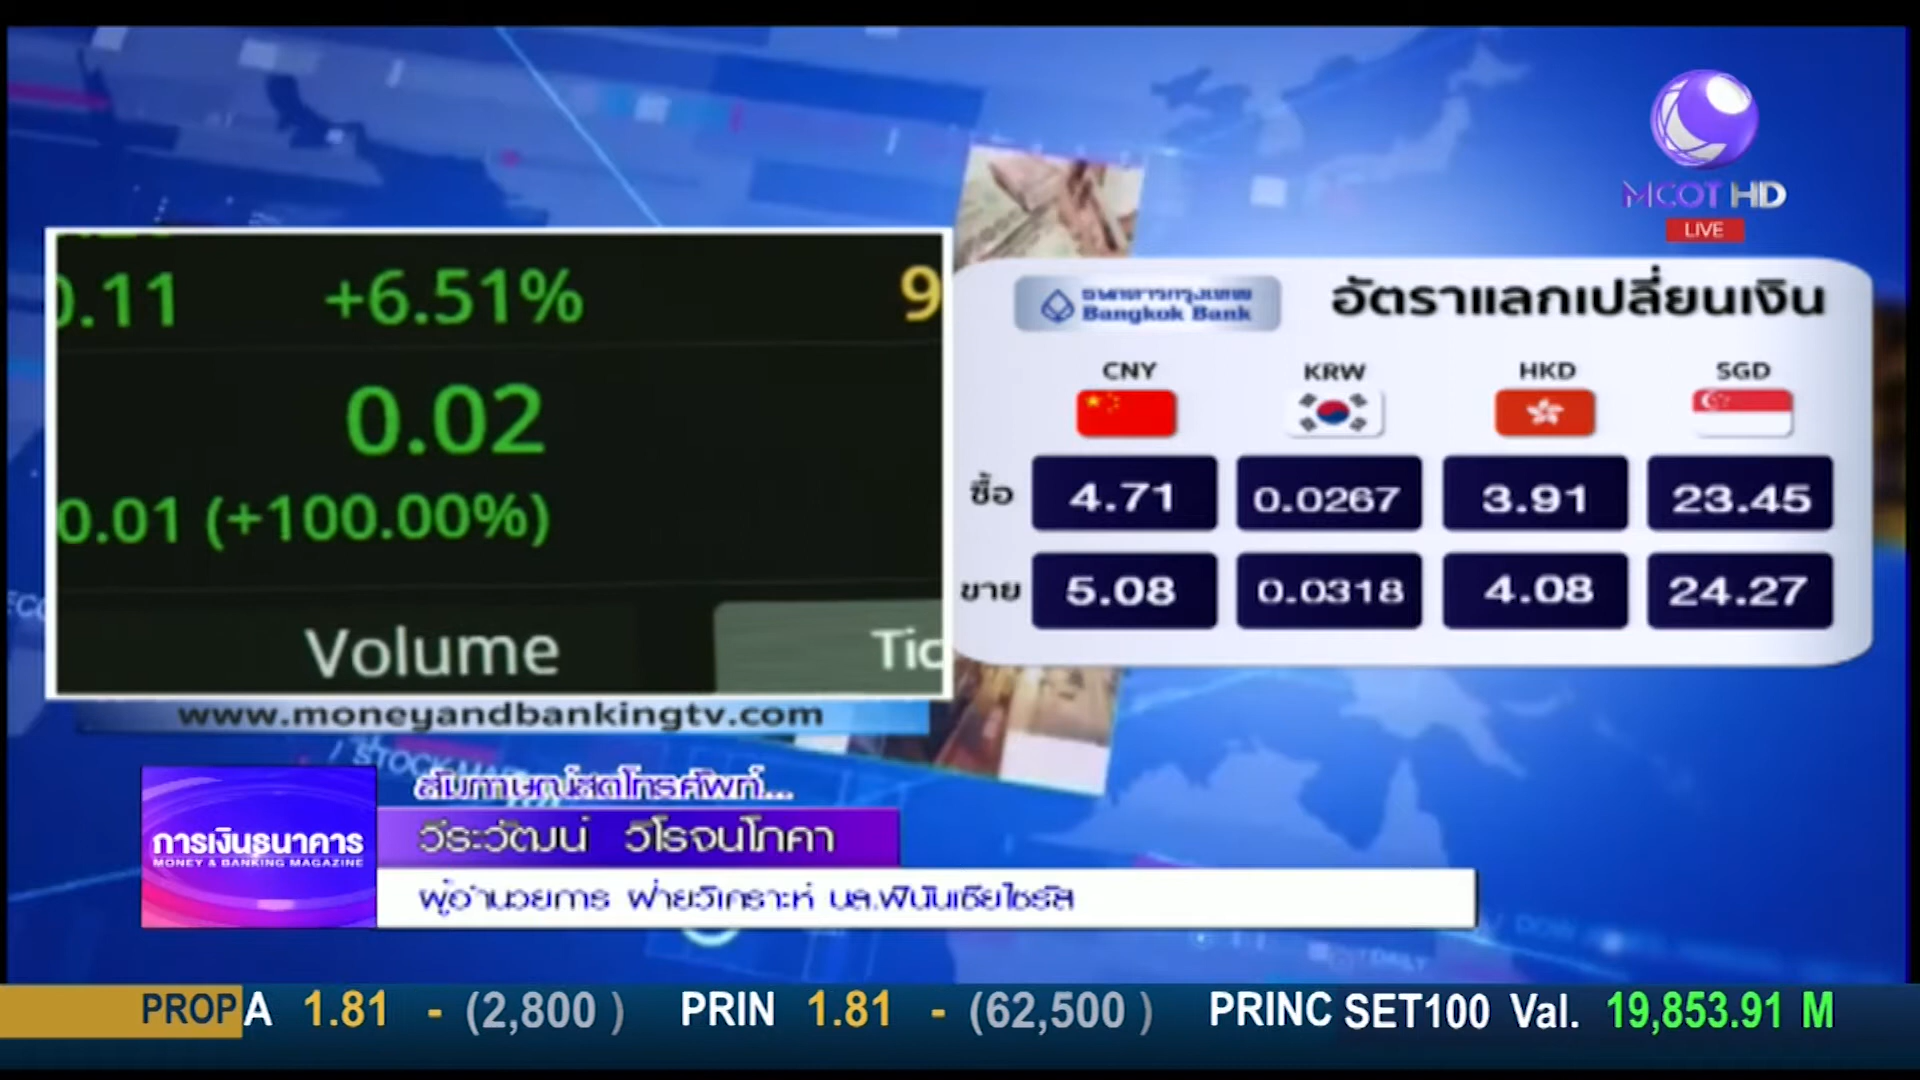 MCOT HD
LIVE
0.11 +6.51% 9
0.02
0.01 (+100.00%)
Volume Tic
www.moneyandbankingtv.com
ธนาคารกรุงเทพ
Bangkok Bank
อัตราแลกเปลี่ยนเงิน
CNY KRW HKD SGD
ซื้อ 4.71 0.0267 3.91 23.45
ขาย 5.08 0.0318 4.08 24.27
สัมภาษณ์สดโทรศัพท์...
การเงินธนาคาร
MONEY & BANKING MAGAZINE
วีระวัฒน์ วิโรจน์โภคา
ผู้อำนวยการ ฝ่ายวิเคราะห์ บล.ฟินันเซียไซรัส
PROP A 1.81 - (2,800 ) PRIN 1.81 - (62,500 ) PRINC SET100 Val. 19,853.91 M